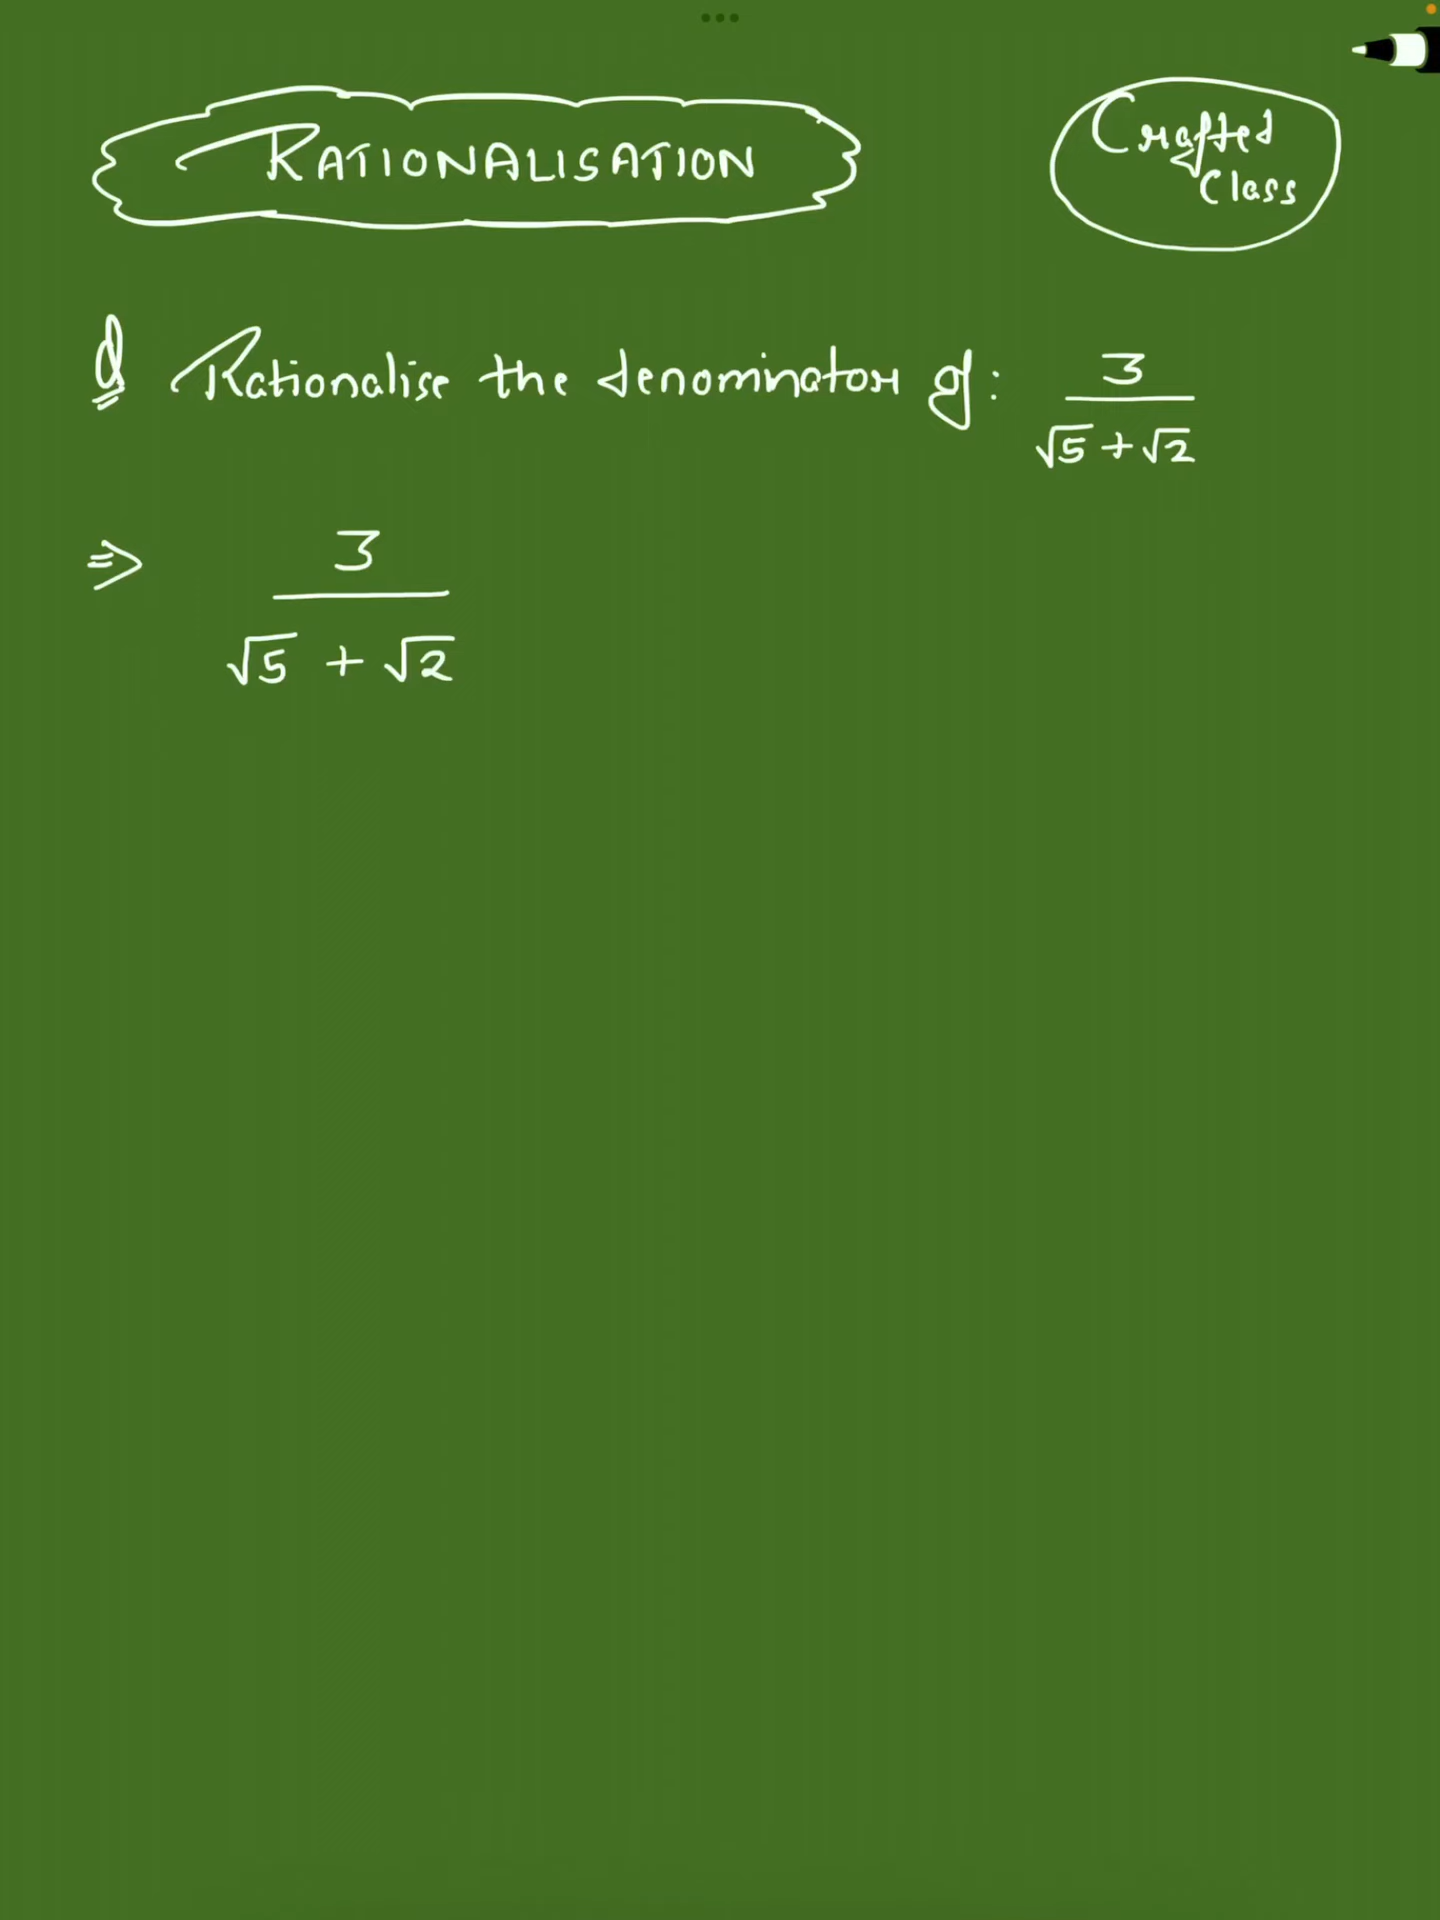 RATIONALISATION
Crafted
Class
Q Rationalise the denominator of: 3/(√5+√2)
⇒ 3/(√5 + √2)